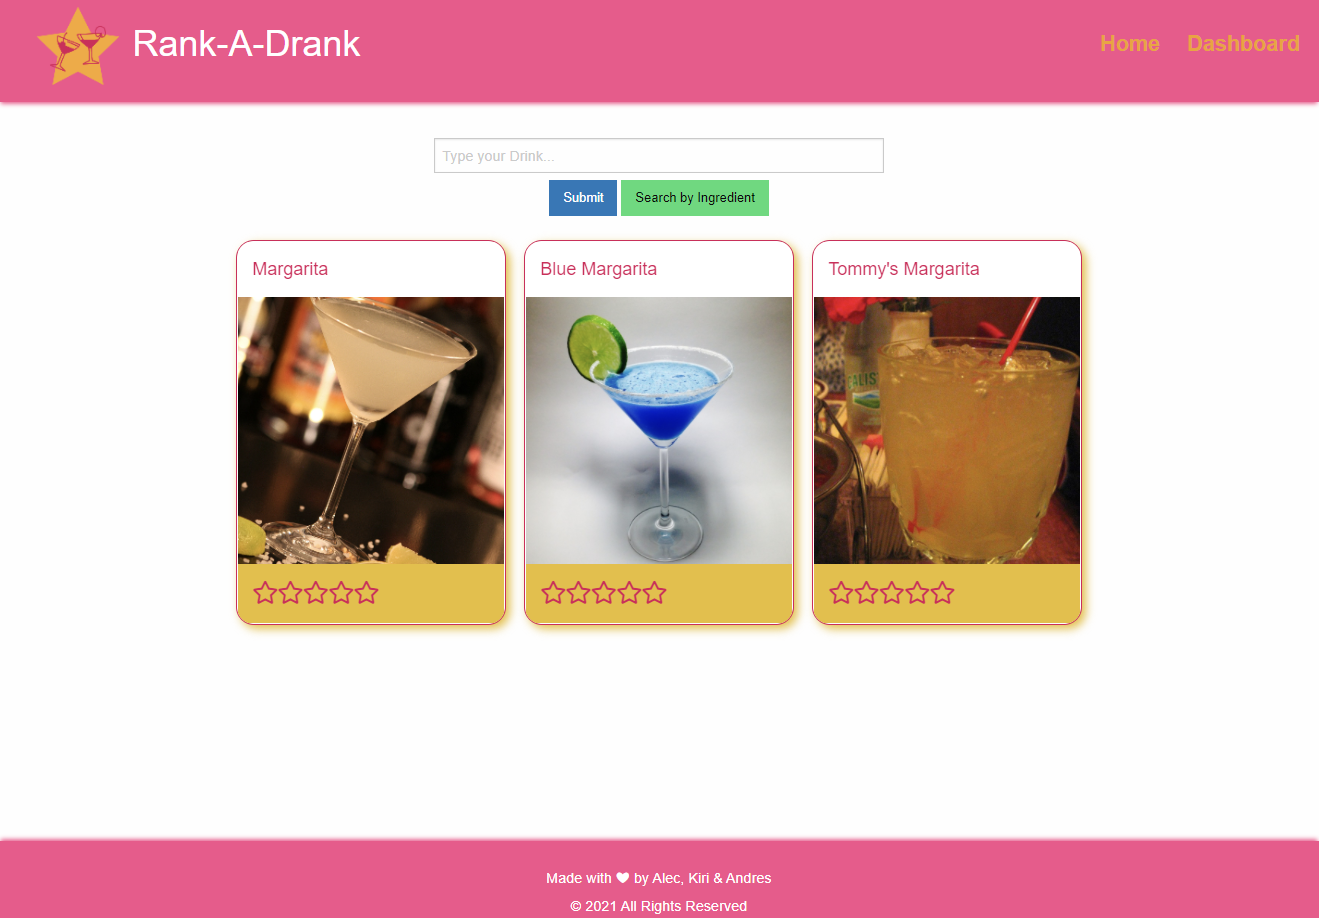 Rank-A-Drank
Home Dashboard
Type your Drink...
Submit Search by Ingredient
Margarita
Blue Margarita
Tommy's Margarita
ALIS
Made with ♥ by Alec, Kiri & Andres
© 2021 All Rights Reserved